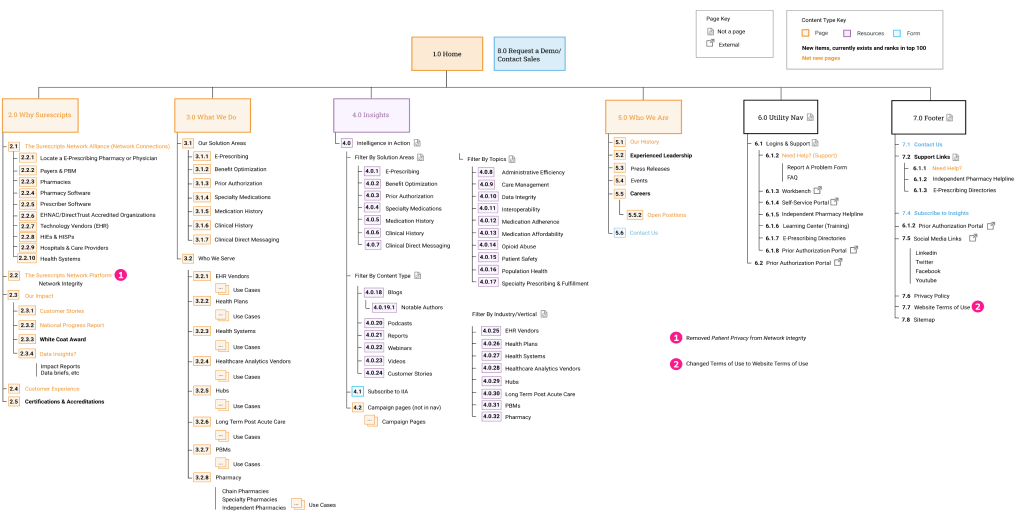 Page Key
Not a page
External
Content Type Key
Page
Resources
Form
New items, currently exists and ranks in top 100
Net new pages
1.0 Home
8.0 Request a Demo/
Contact Sales
2.0 Why Surescripts
2.1 The Surescripts Network Alliance (Network Connections)
2.2.1 Locate a E-Prescribing Pharmacy or Physician
2.2.2 Payers & PBM
2.2.3 Pharmacies
2.2.4 Pharmacy Software
2.2.5 Prescriber Software
2.2.6 EHNAC/DirectTrust Accredited Organizations
2.2.7 Technology Vendors (EHR)
2.2.8 HIEs & HISPs
2.2.9 Hospitals & Care Providers
2.2.10 Health Systems
2.2 The Surescripts Network Platform 1
Network Integrity
2.3 Our Impact
2.3.1 Customer Stories
2.3.2 National Progress Report
2.3.3 White Coat Award
2.3.4 Data Insights?
Impact Reports
Data briefs, etc
2.4 Customer Experience
2.5 Certifications & Accreditations
3.0 What We Do
3.1 Our Solution Areas
3.1.1 E-Prescribing
3.1.2 Benefit Optimization
3.1.3 Prior Authorization
3.1.4 Specialty Medications
3.1.5 Medication History
3.1.6 Clinical History
3.1.7 Clinical Direct Messaging
3.2 Who We Serve
3.2.1 EHR Vendors
Use Cases
3.2.2 Health Plans
Use Cases
3.2.3 Health Systems
Use Cases
3.2.4 Healthcare Analytics Vendors
Use Cases
3.2.5 Hubs
Use Cases
3.2.6 Long Term Post Acute Care
Use Cases
3.2.7 PBMs
Use Cases
3.2.8 Pharmacy
Chain Pharmacies
Specialty Pharmacies
Independent Pharmacies
Use Cases
4.0 Insights
4.0 Intelligence in Action
Filter By Solution Areas
4.0.1 E-Prescribing
4.0.2 Benefit Optimization
4.0.3 Prior Authorization
4.0.4 Specialty Medications
4.0.5 Medication History
4.0.6 Clinical History
4.0.7 Clinical Direct Messaging
Filter By Content Type
4.0.18 Blogs
4.0.19.1 Notable Authors
4.0.20 Podcasts
4.0.21 Reports
4.0.22 Webinars
4.0.23 Videos
4.0.24 Customer Stories
4.1 Subscribe to IIA
4.2 Campaign pages (not in nav)
Campaign Pages
Filter By Topics
4.0.8 Administrative Efficiency
4.0.9 Care Management
4.0.10 Data Integrity
4.0.11 Interoperability
4.0.12 Medication Adherence
4.0.13 Medication Affordability
4.0.14 Opioid Abuse
4.0.15 Patient Safety
4.0.16 Population Health
4.0.17 Specialty Prescribing & Fulfillment
Filter By Industry/Vertical
4.0.25 EHR Vendors
4.0.26 Health Plans
4.0.27 Health Systems
4.0.28 Healthcare Analytics Vendors
4.0.29 Hubs
4.0.30 Long Term Post Acute Care
4.0.31 PBMs
4.0.32 Pharmacy
5.0 Who We Are
5.1 Our History
5.2 Experienced Leadership
5.3 Press Releases
5.4 Events
5.5 Careers
5.5.2 Open Positions
5.6 Contact Us
6.0 Utility Nav
6.1 Logins & Support
6.1.2 Need Help? (Support)
Report A Problem Form
FAQ
6.1.3 Workbench
6.1.4 Self-Service Portal
6.1.5 Independent Pharmacy Helpline
6.1.6 Learning Center (Training)
6.1.7 E-Prescribing Directories
6.1.8 Prior Authorization Portal
6.2 Prior Authorization Portal
7.0 Footer
7.1 Contact Us
7.2 Support Links
6.1.1 Need Help?
6.1.2 Independent Pharmacy Helpline
6.1.3 E-Prescribing Directories
7.4 Subscribe to Insights
6.1.2 Prior Authorization Portal
7.5 Social Media Links
Linkedin
Twitter
Facebook
Youtube
7.6 Privacy Policy
7.7 Website Terms of Use 2
7.8 Sitemap
1 Removed Patient Privacy from Network Integrity
2 Changed Terms of Use to Website Terms of Use